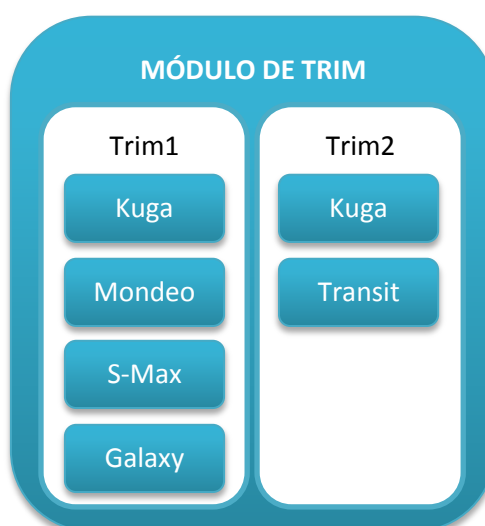 MÓDULO DE TRIM
Trim1
Kuga
Mondeo
S-Max
Galaxy
Trim2
Kuga
Transit